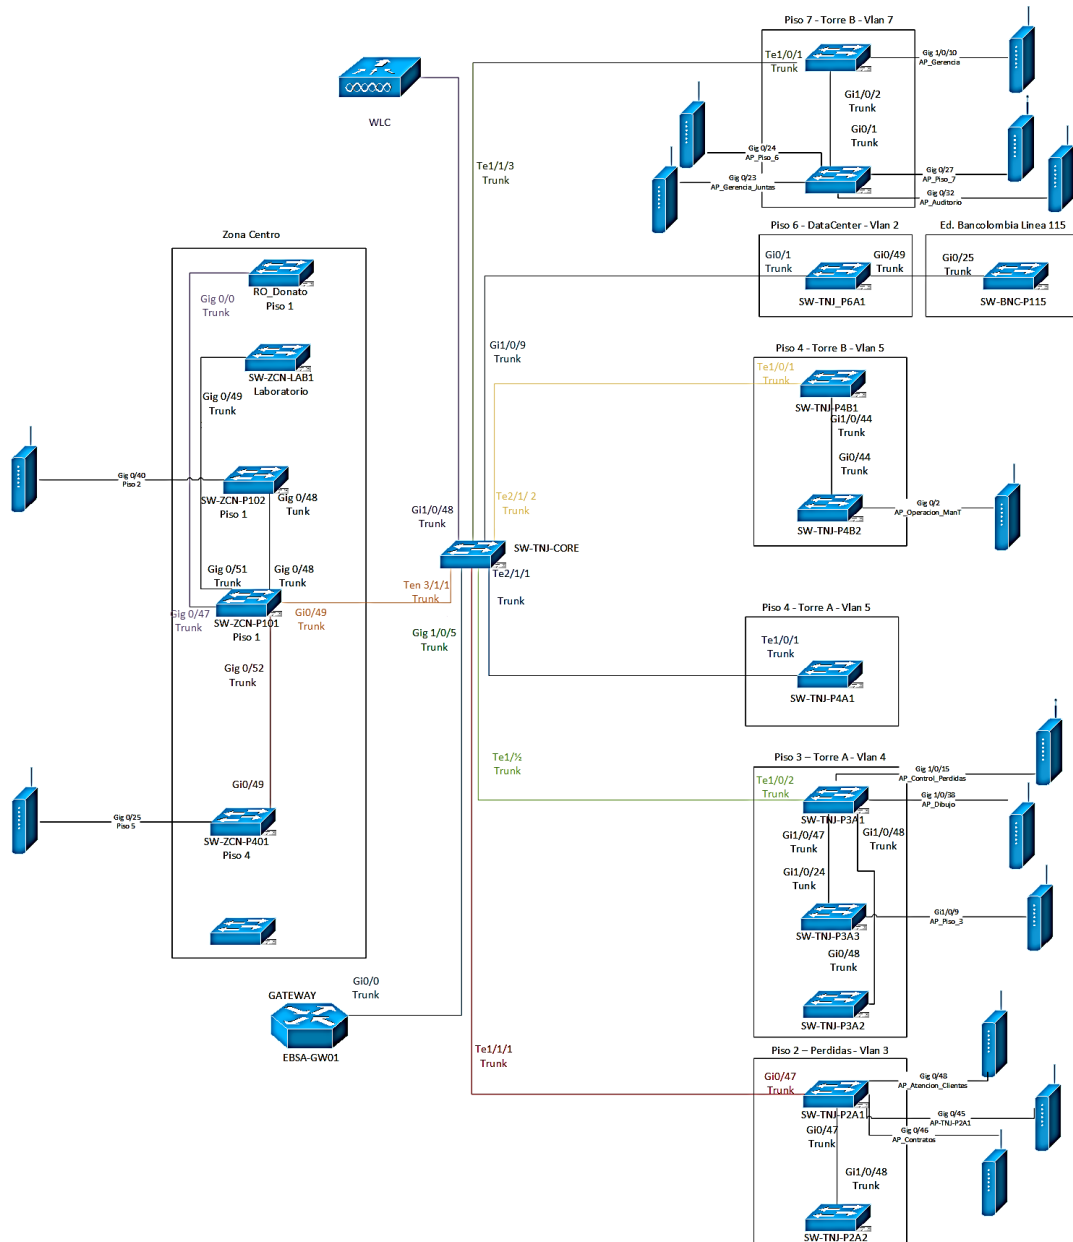 Piso 7 - Torre B - Vlan 7
Te1/0/1
Trunk
Gig 1/0/10
AP_Gerencia
Gi1/0/2
Trunk
Gi0/1
Trunk
Gig 0/24
AP_Piso_6
Gig 0/23
AP_Gerencia_Juntas
Gig 0/27
AP_Piso_7
Gig 0/32
AP_Auditorio
WLC
Te1/1/3
Trunk
Piso 6 - DataCenter - Vlan 2
Ed. Bancolombia Linea 115
Gi0/1
Trunk
Gi0/49
Trunk
Gi0/25
Trunk
SW-TNJ_P6A1
SW-BNC-P115
Zona Centro
RO_Donato
Piso 1
Gig 0/0
Trunk
SW-ZCN-LAB1
Laboratorio
Gig 0/49
Trunk
Gi1/0/9
Trunk
Piso 4 - Torre B - Vlan 5
Te1/0/1
Trunk
SW-TNJ-P4B1
Gi1/0/44
Trunk
Gi0/44
Trunk
SW-TNJ-P4B2
Gig 0/2
AP_Operacion_ManT
Gig 0/40
Piso 2
SW-ZCN-P102
Piso 1
Gig 0/48
Tunk
Te2/1/ 2
Trunk
Gi1/0/48
Trunk
SW-TNJ-CORE
Te2/1/1
Trunk
Gig 0/51
Trunk
Gig 0/48
Trunk
Gig 0/47
Trunk
SW-ZCN-P101
Piso 1
Gi0/49
Trunk
Ten 3/1/1
Trunk
Gig 1/0/5
Trunk
Gig 0/52
Trunk
Piso 4 - Torre A - Vlan 5
Te1/0/1
Trunk
SW-TNJ-P4A1
Gi0/49
Gig 0/25
Piso 5
SW-ZCN-P401
Piso 4
Te1/½
Trunk
Piso 3 – Torre A - Vlan 4
Te1/0/2
Trunk
Gig 1/0/15
AP_Control_Perdidas
Gig 1/0/38
AP_Dibujo
SW-TNJ-P3A1
Gi1/0/47
Trunk
Gi1/0/48
Trunk
Gi1/0/24
Tunk
Gi1/0/9
AP_Piso_3
SW-TNJ-P3A3
Gi0/48
Trunk
SW-TNJ-P3A2
GATEWAY
Gi0/0
Trunk
EBSA-GW01
Te1/1/1
Trunk
Piso 2 – Perdidas - Vlan 3
Gi0/47
Trunk
Gig 0/48
AP_Atencion_Clientes
SW-TNJ-P2A1
Gig 0/45
AP-TNJ-P2A1
Gig 0/46
AP_Contratos
Gi0/47
Trunk
Gi1/0/48
Trunk
SW-TNJ-P2A2